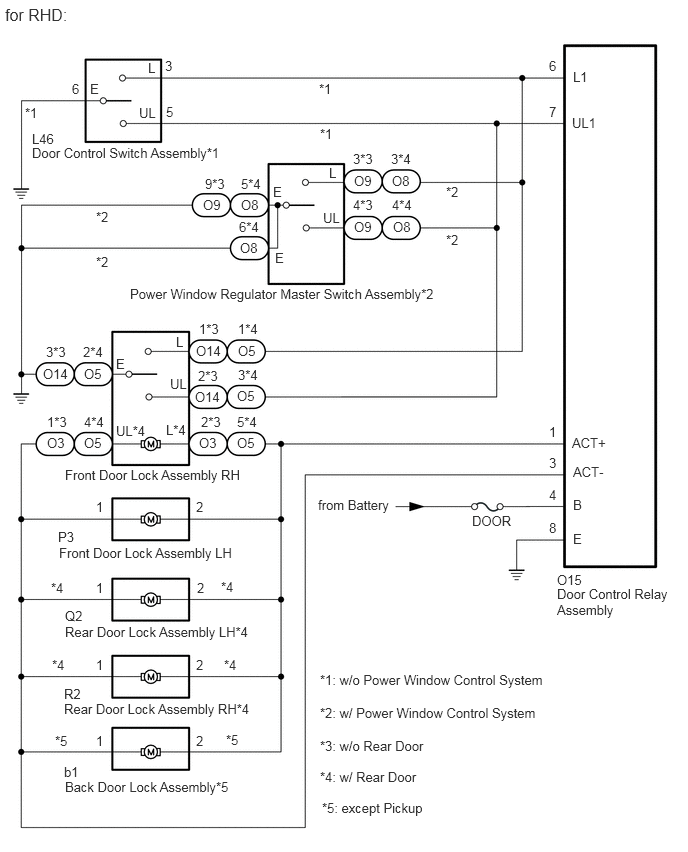 for RHD:
L 3
6 L1
6 E
*1
*1
UL 5
7 UL1
*1
L46
Door Control Switch Assembly*1
3*3 3*4
L O9 O8
*2
9*3 5*4
O9 O8 E
*2
4*3 4*4
UL O9 O8
*2
6*4
O8
E
*2
Power Window Regulator Master Switch Assembly*2
1*3 1*4
L O14 O5
3*3 2*4
O14 O5 E
2*3 3*4
UL O14 O5
1*3 4*4
O3 O5 UL*4 M L*4
2*3 5*4
O3 O5
1 ACT+
Front Door Lock Assembly RH
3 ACT-
from Battery
DOOR
4 B
8 E
1 M 2
P3
Front Door Lock Assembly LH
O15
Door Control Relay
Assembly
*4 1 M 2 *4
Q2
Rear Door Lock Assembly LH*4
*4 1 M 2 *4
R2
Rear Door Lock Assembly RH*4
*5 1 M 2 *5
b1
Back Door Lock Assembly*5
*1: w/o Power Window Control System
*2: w/ Power Window Control System
*3: w/o Rear Door
*4: w/ Rear Door
*5: except Pickup